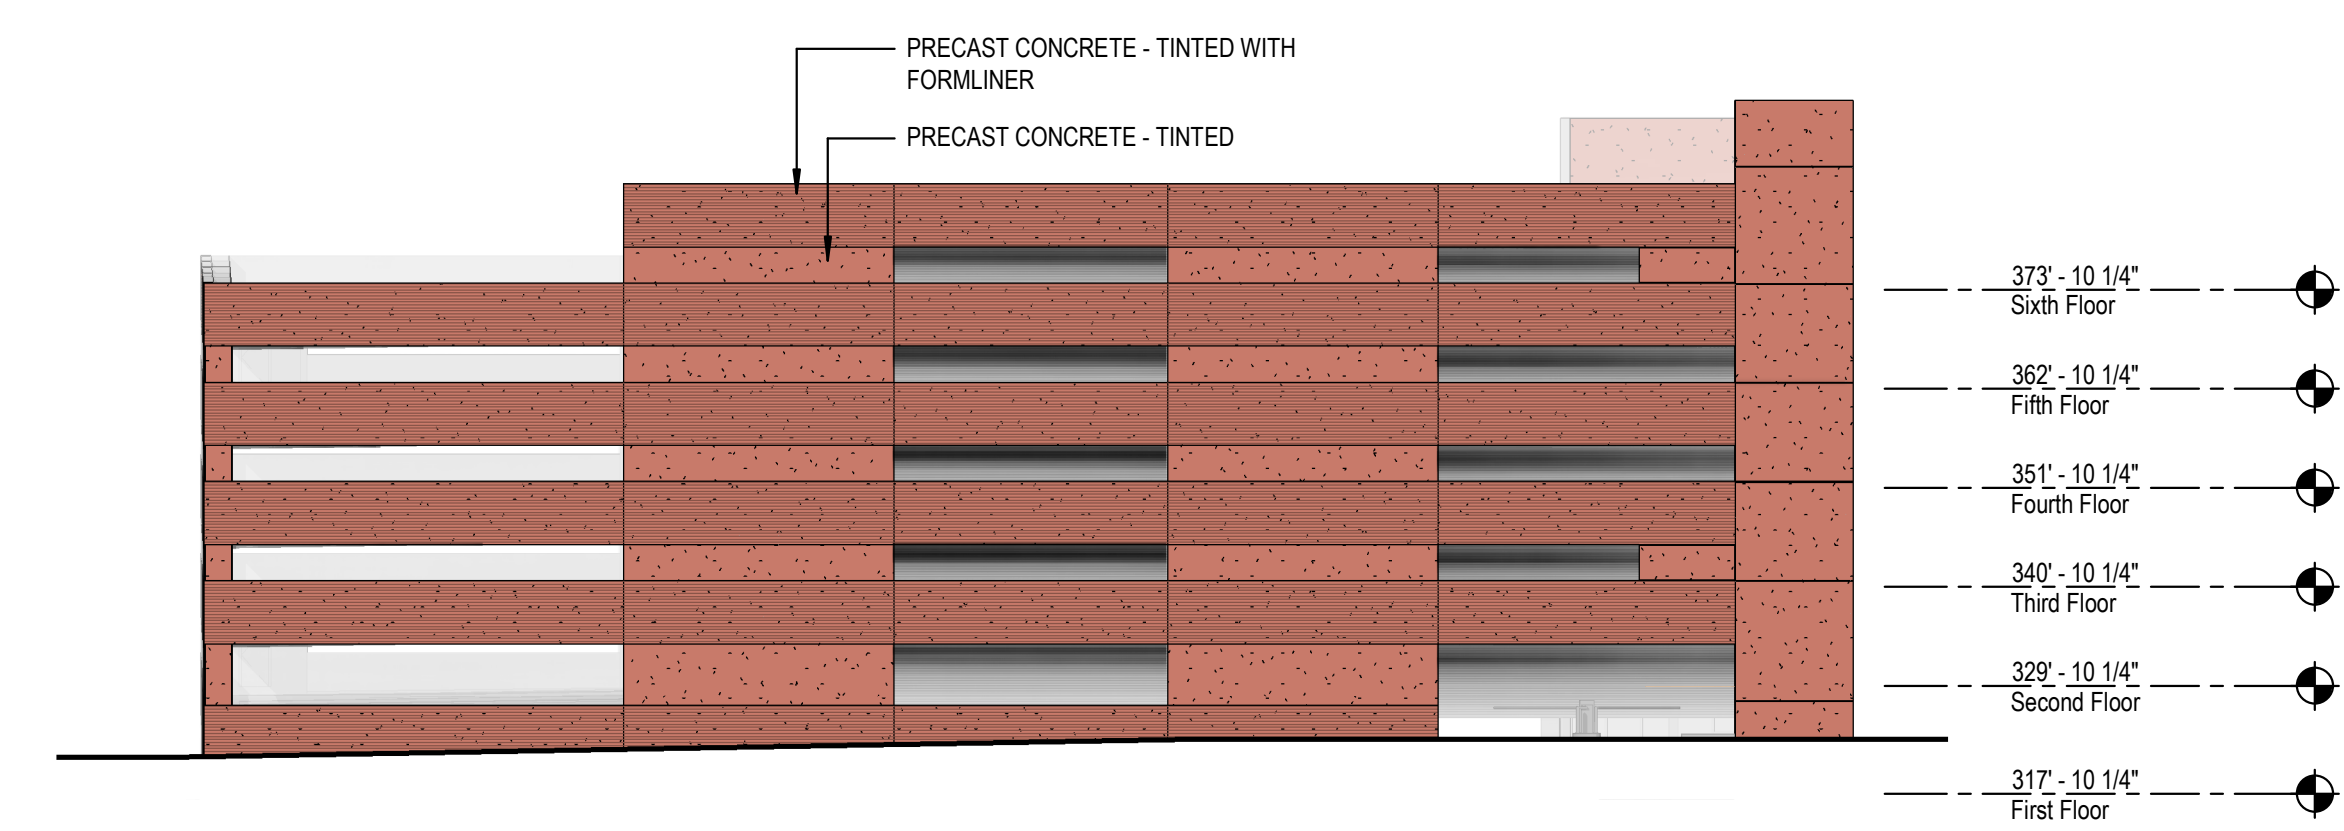 PRECAST CONCRETE - TINTED WITH
FORMLINER
PRECAST CONCRETE - TINTED
373' - 10 1/4"
Sixth Floor
362' - 10 1/4"
Fifth Floor
351' - 10 1/4"
Fourth Floor
340' - 10 1/4"
Third Floor
329' - 10 1/4"
Second Floor
317' - 10 1/4"
First Floor